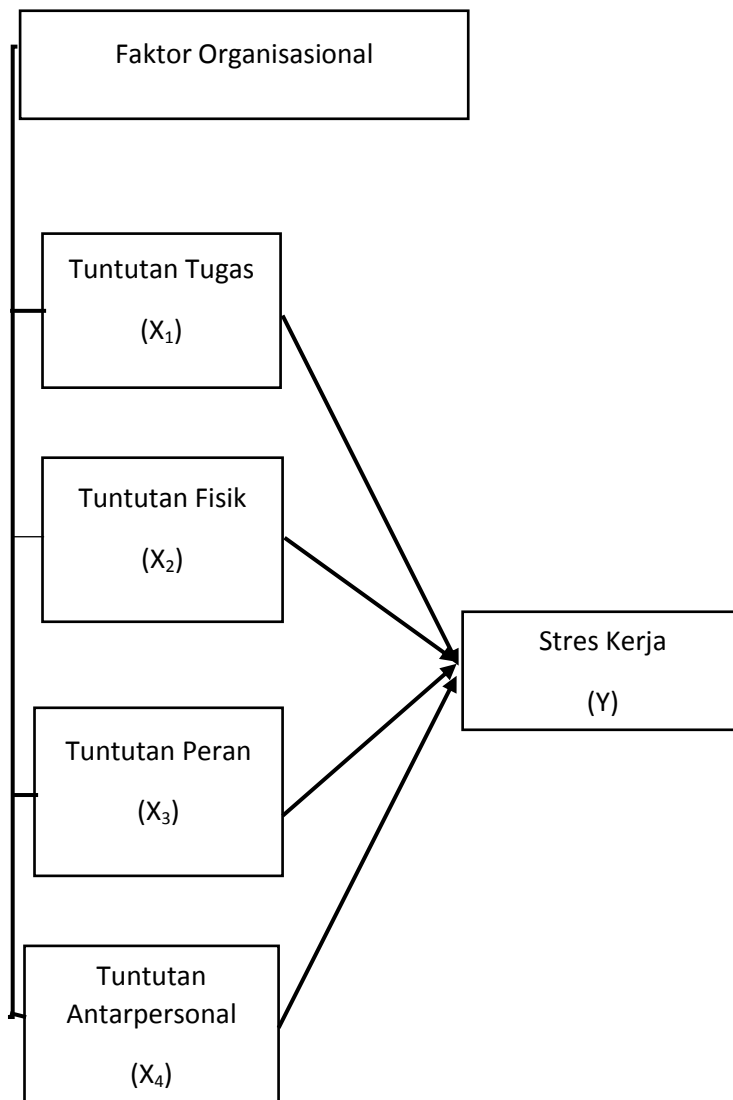 Faktor Organisasional
Tuntutan Tugas
(X₁)
Tuntutan Fisik
(X₂)
Tuntutan Peran
(X₃)
Tuntutan
Antarpersonal
(X₄)
Stres Kerja
(Y)